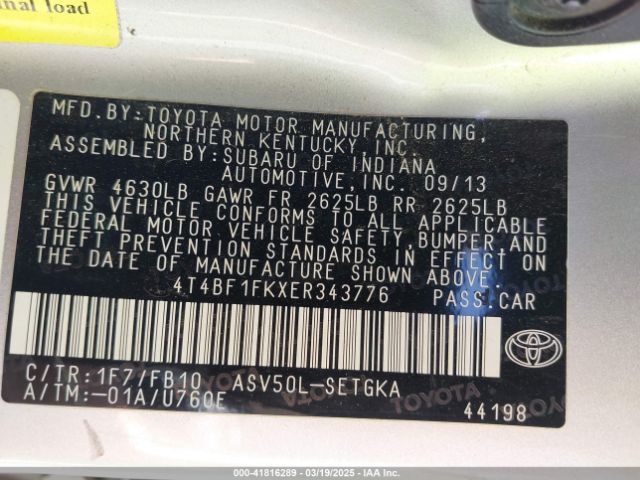 nal load
MFD.BY:TOYOTA MOTOR MANUFACTURING,
NORTHERN KENTUCKY, INC.
ASSEMBLED BY:SUBARU OF INDIANA
AUTOMOTIVE,INC. 09/13
GVWR 4630LB GAWR FR 2625LB RR 2625LB
THIS VEHICLE CONFORMS TO ALL APPLICABLE
FEDERAL MOTOR VEHICLE SAFETY,BUMPER,AND
THEFT PREVENTION STANDARDS IN EFFECT ON
THE DATE OF MANUFACTURE SHOWN ABOVE.
4T4BF1FKXER343776 PASS.CAR
C/TR:1F7/FB10 ASV50L-SETGKA
A/TM:-01A/U760E
TOYOTA
44198
000-41816289 | 03/19/2025 | IAA Inc.